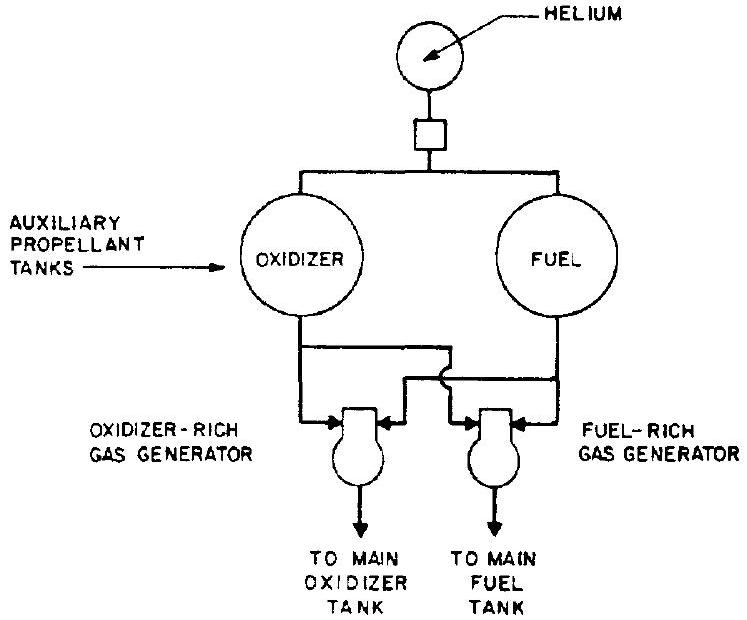 HELIUM
AUXILIARY
PROPELLANT
TANKS
OXIDIZER
FUEL
OXIDIZER-RICH
GAS GENERATOR
FUEL-RICH
GAS GENERATOR
TO MAIN
OXIDIZER
TANK
TO MAIN
FUEL
TANK